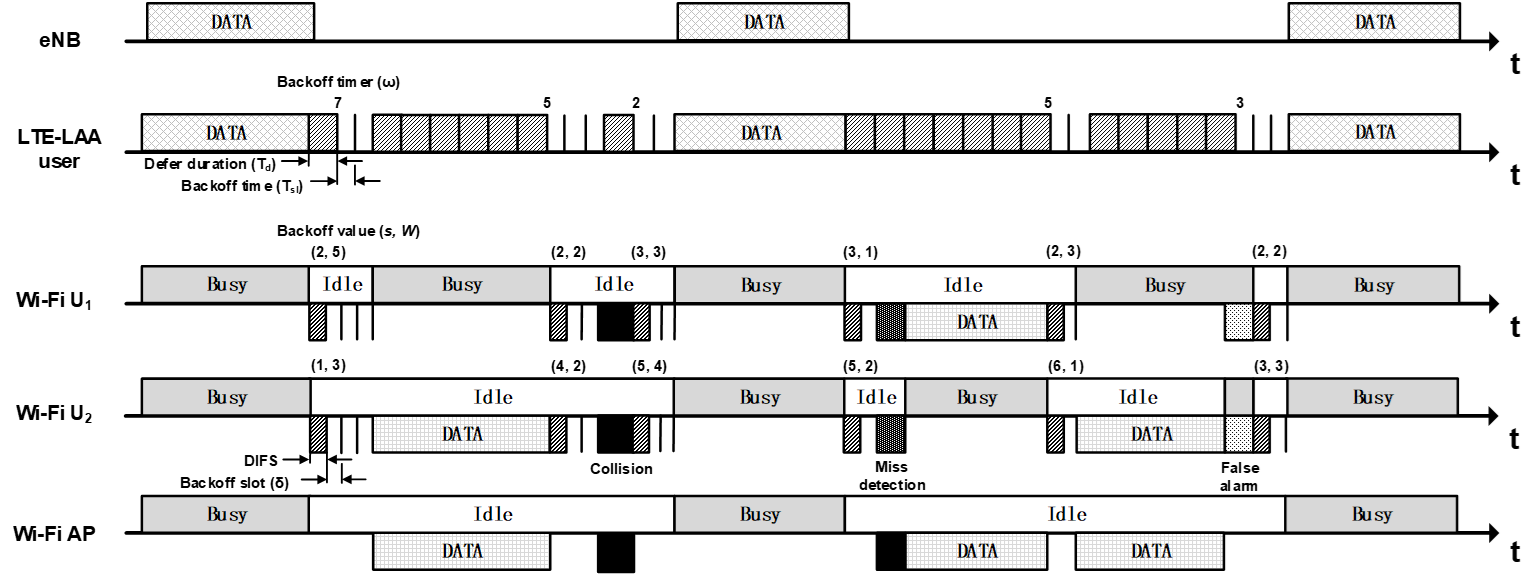 DATA DATA DATA
eNB
t
Backoff timer (ω)
7 5 2 5 3
DATA DATA DATA
LTE-LAA
user
Defer duration (Td)
Backoff time (Tsl)
t
Backoff value (s, W)
(2, 5) (2, 2) (3, 3) (3, 1) (2, 3) (2, 2)
Busy Idle Busy Idle Busy Idle Busy Busy
Wi-Fi U1
DATA
t
(1, 3) (4, 2) (5, 4) (5, 2) (6, 1) (3, 3)
Busy Idle Busy Idle Busy Idle Busy
Wi-Fi U2
DATA DATA
t
DIFS
Collision
Miss
detection
False
alarm
Backoff slot (δ)
Busy Idle Busy Idle Busy
Wi-Fi AP
DATA DATA DATA
t